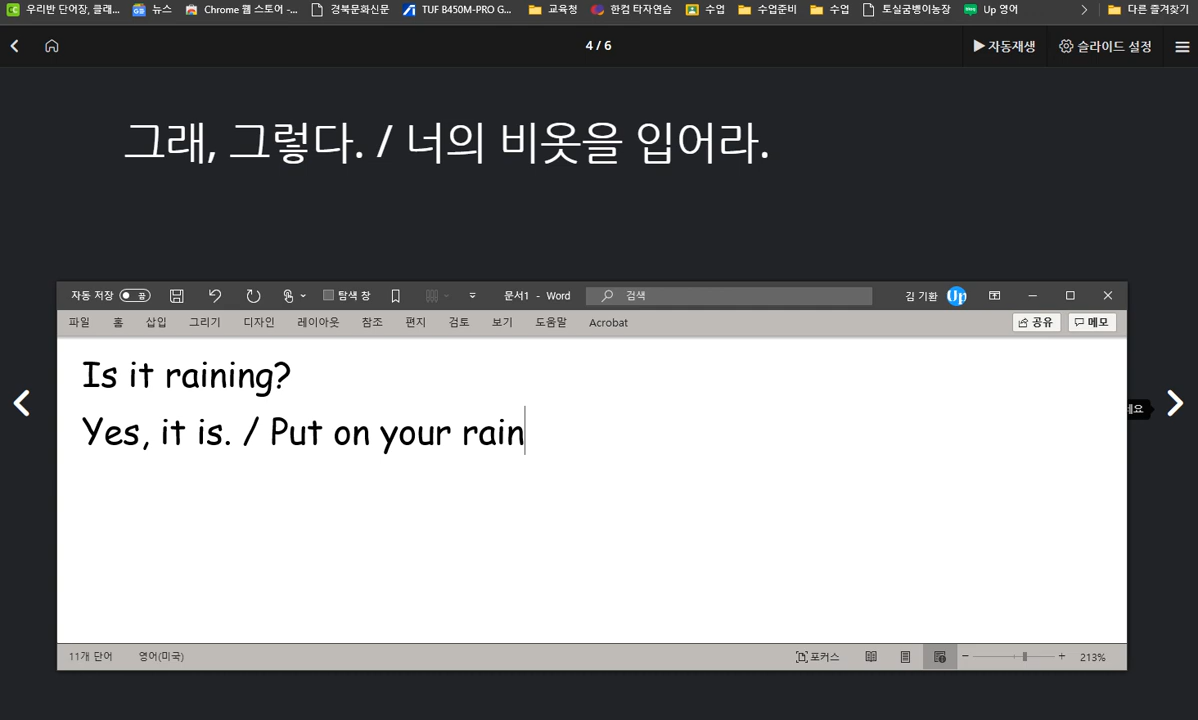 우리반 단어장, 클래... 뉴스 Chrome 웹 스토어 -... 경북문화신문 TUF B450M-PRO G... 교육청 한컴 타자연습 수업 수업준비 수업 토실굼벵이농장 Up 영어 다른 즐겨찾기
4 / 6 자동재생 슬라이드 설정
그래, 그렇다. / 너의 비옷을 입어라.
자동 저장 끔 탐색 창 문서1 - Word 검색 김 기환 Up
파일 홈 삽입 그리기 디자인 레이아웃 참조 편지 검토 보기 도움말 Acrobat 공유 메모
Is it raining?
Yes, it is. / Put on your rain
11개 단어 영어(미국) 포커스 213%